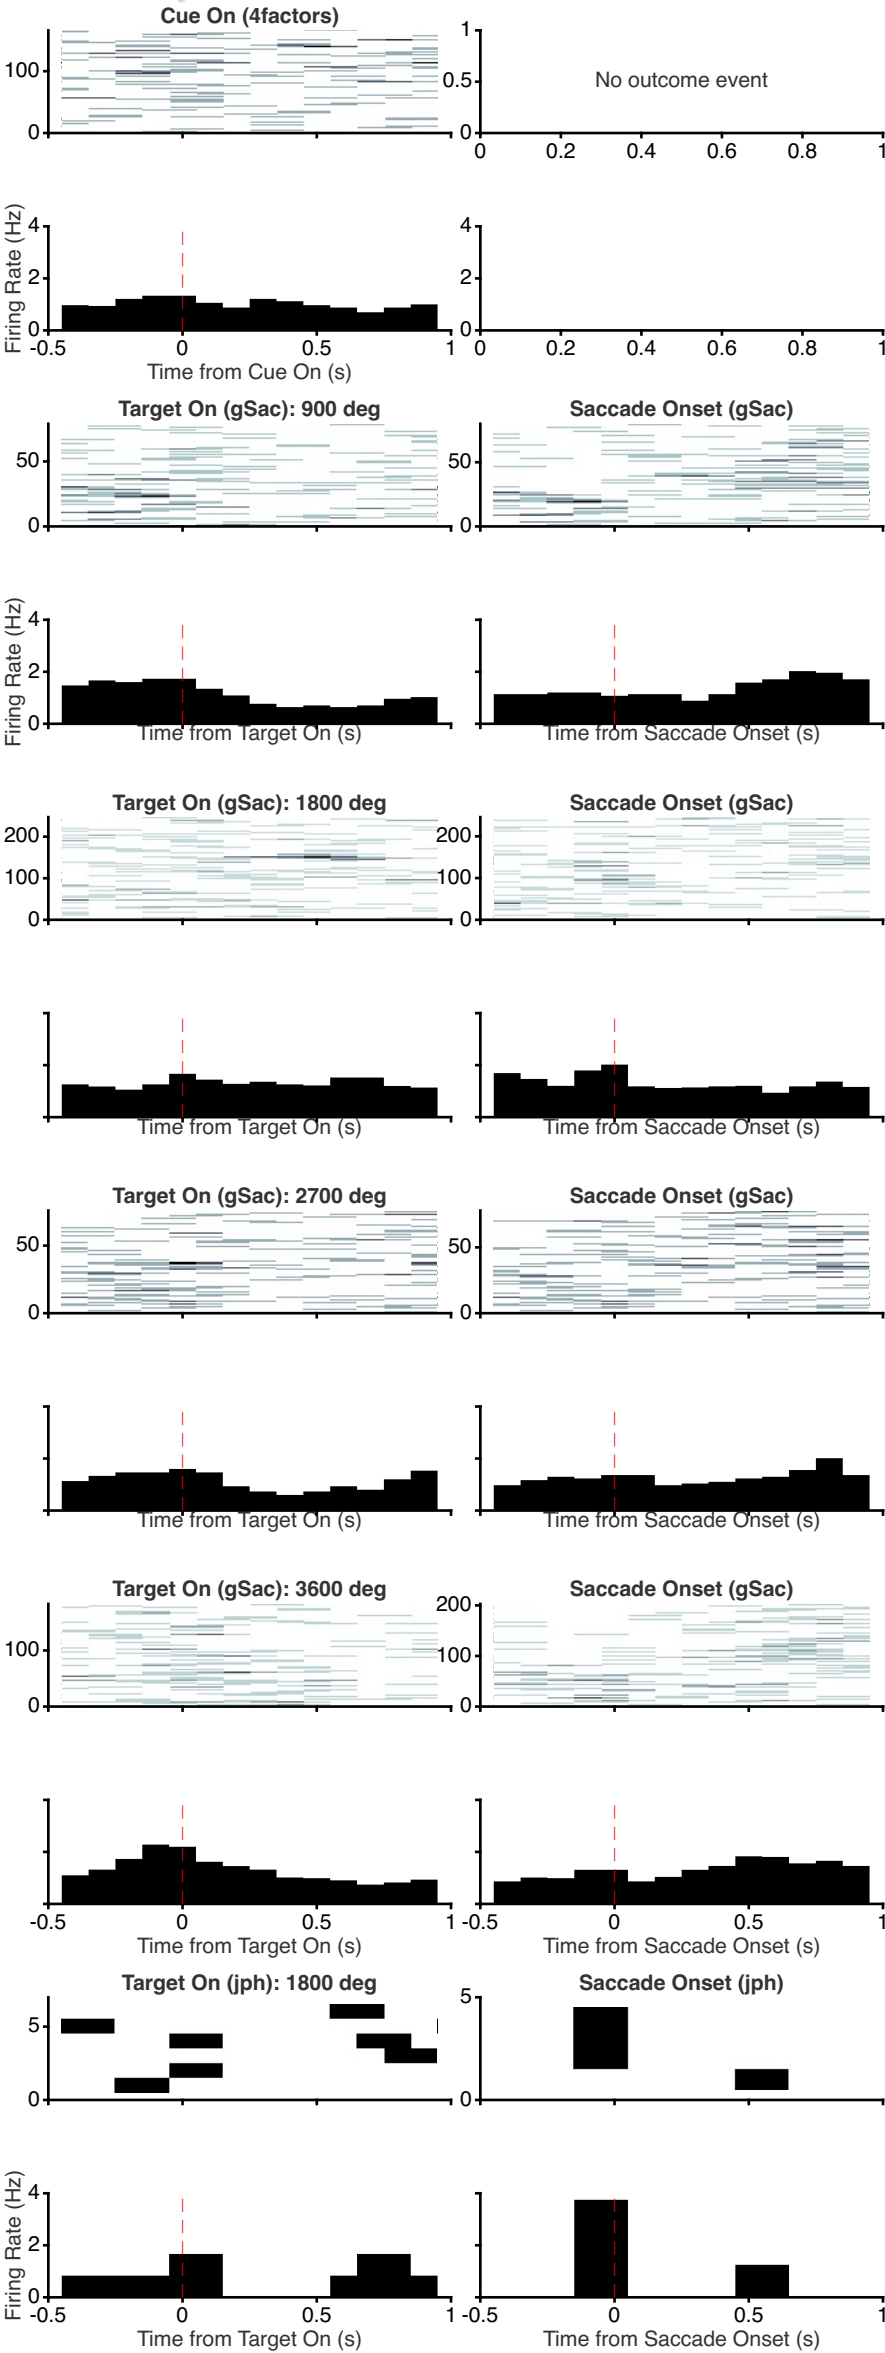 Cue On (4factors)
100
0
1
0.5
0
No outcome event
0 0.2 0.4 0.6 0.8 1
Firing Rate (Hz)
4
2
0
-0.5 0 0.5 1
Time from Cue On (s)
4
2
0
0 0.2 0.4 0.6 0.8 1
Target On (gSac): 900 deg
50
0
Saccade Onset (gSac)
50
0
Firing Rate (Hz)
4
2
0
Time from Target On (s)
Time from Saccade Onset (s)
Target On (gSac): 1800 deg
200
100
0
Saccade Onset (gSac)
200
100
0
Time from Target On (s)
Time from Saccade Onset (s)
Target On (gSac): 2700 deg
50
0
Saccade Onset (gSac)
50
0
Time from Target On (s)
Time from Saccade Onset (s)
Target On (gSac): 3600 deg
100
0
Saccade Onset (gSac)
200
100
0
-0.5 0 0.5 1
Time from Target On (s)
-0.5 0 0.5 1
Time from Saccade Onset (s)
Target On (jph): 1800 deg
5
0
Saccade Onset (jph)
5
0
Firing Rate (Hz)
4
2
0
-0.5 0 0.5 1
Time from Target On (s)
-0.5 0 0.5 1
Time from Saccade Onset (s)